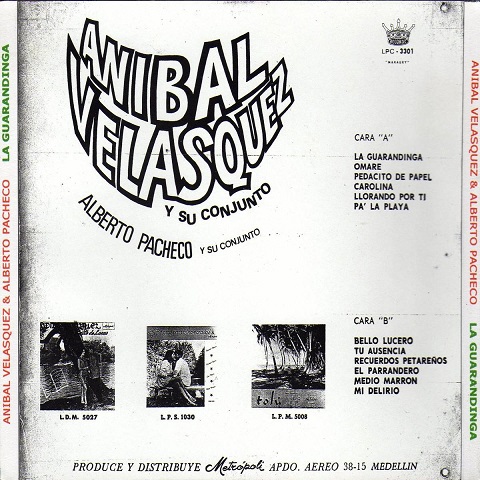 ANIBAL VELASQUEZ & ALBERTO PACHECO LA GUARANDINGA
ANIBAL
VELASQUEZ
Y SU CONJUNTO
ALBERTO PACHECO Y SU CONJUNTO
LPC - 3301
CARA "A"
LA GUARANDINGA
OMARE
PEDACITO DE PAPEL
CAROLINA
LLORANDO POR TI
PA' LA PLAYA
CARA "B"
BELLO LUCERO
TU AUSENCIA
RECUERDOS PETAREÑOS
EL PARRANDERO
MEDIO MARRON
MI DELIRIO
tolú
L.D.M. 5027
L.P.S. 1030
L.P.M. 5008
PRODUCE Y DISTRIBUYE Metrópoli APDO. AEREO 38-15 MEDELLIN
ANIBAL VELASQUEZ & ALBERTO PACHECO LA GUARANDINGA